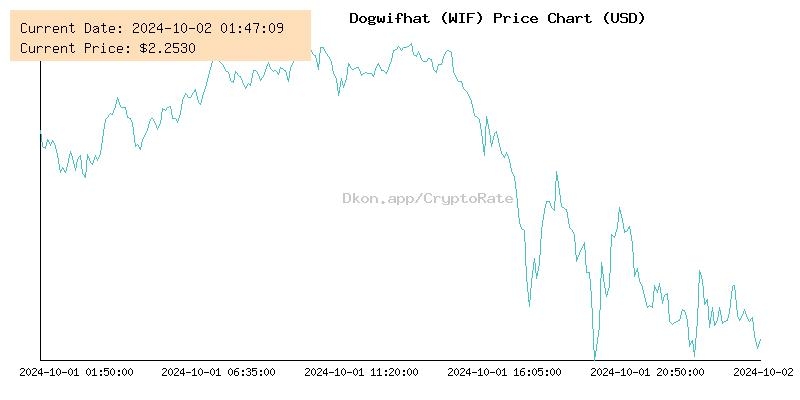 Dogwifhat (WIF) Price Chart (USD)
Current Date: 2024-10-02 01:47:09
Current Price: $2.2530
Dkon.app/CryptoRate
2024-10-01 01:50:00 2024-10-01 06:35:00 2024-10-01 11:20:00 2024-10-01 16:05:00 2024-10-01 20:50:00 2024-10-02